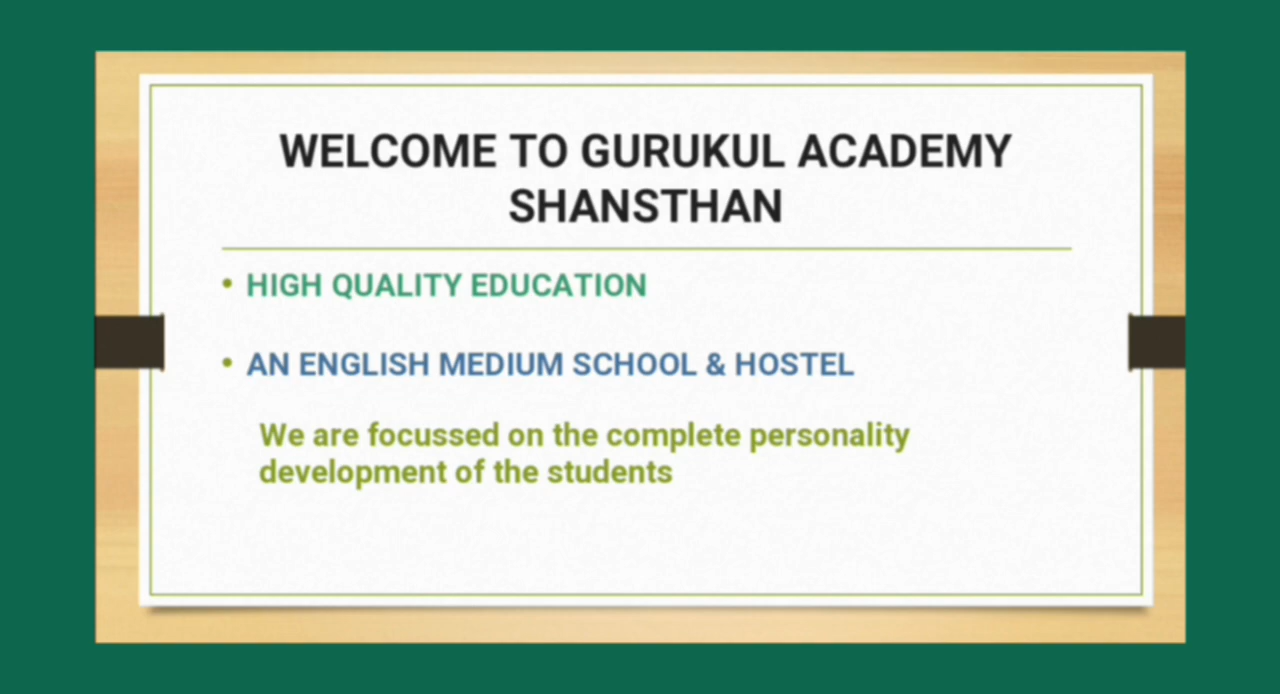 WELCOME TO GURUKUL ACADEMY
SHANSTHAN
• HIGH QUALITY EDUCATION
• AN ENGLISH MEDIUM SCHOOL & HOSTEL
We are focussed on the complete personality
development of the students